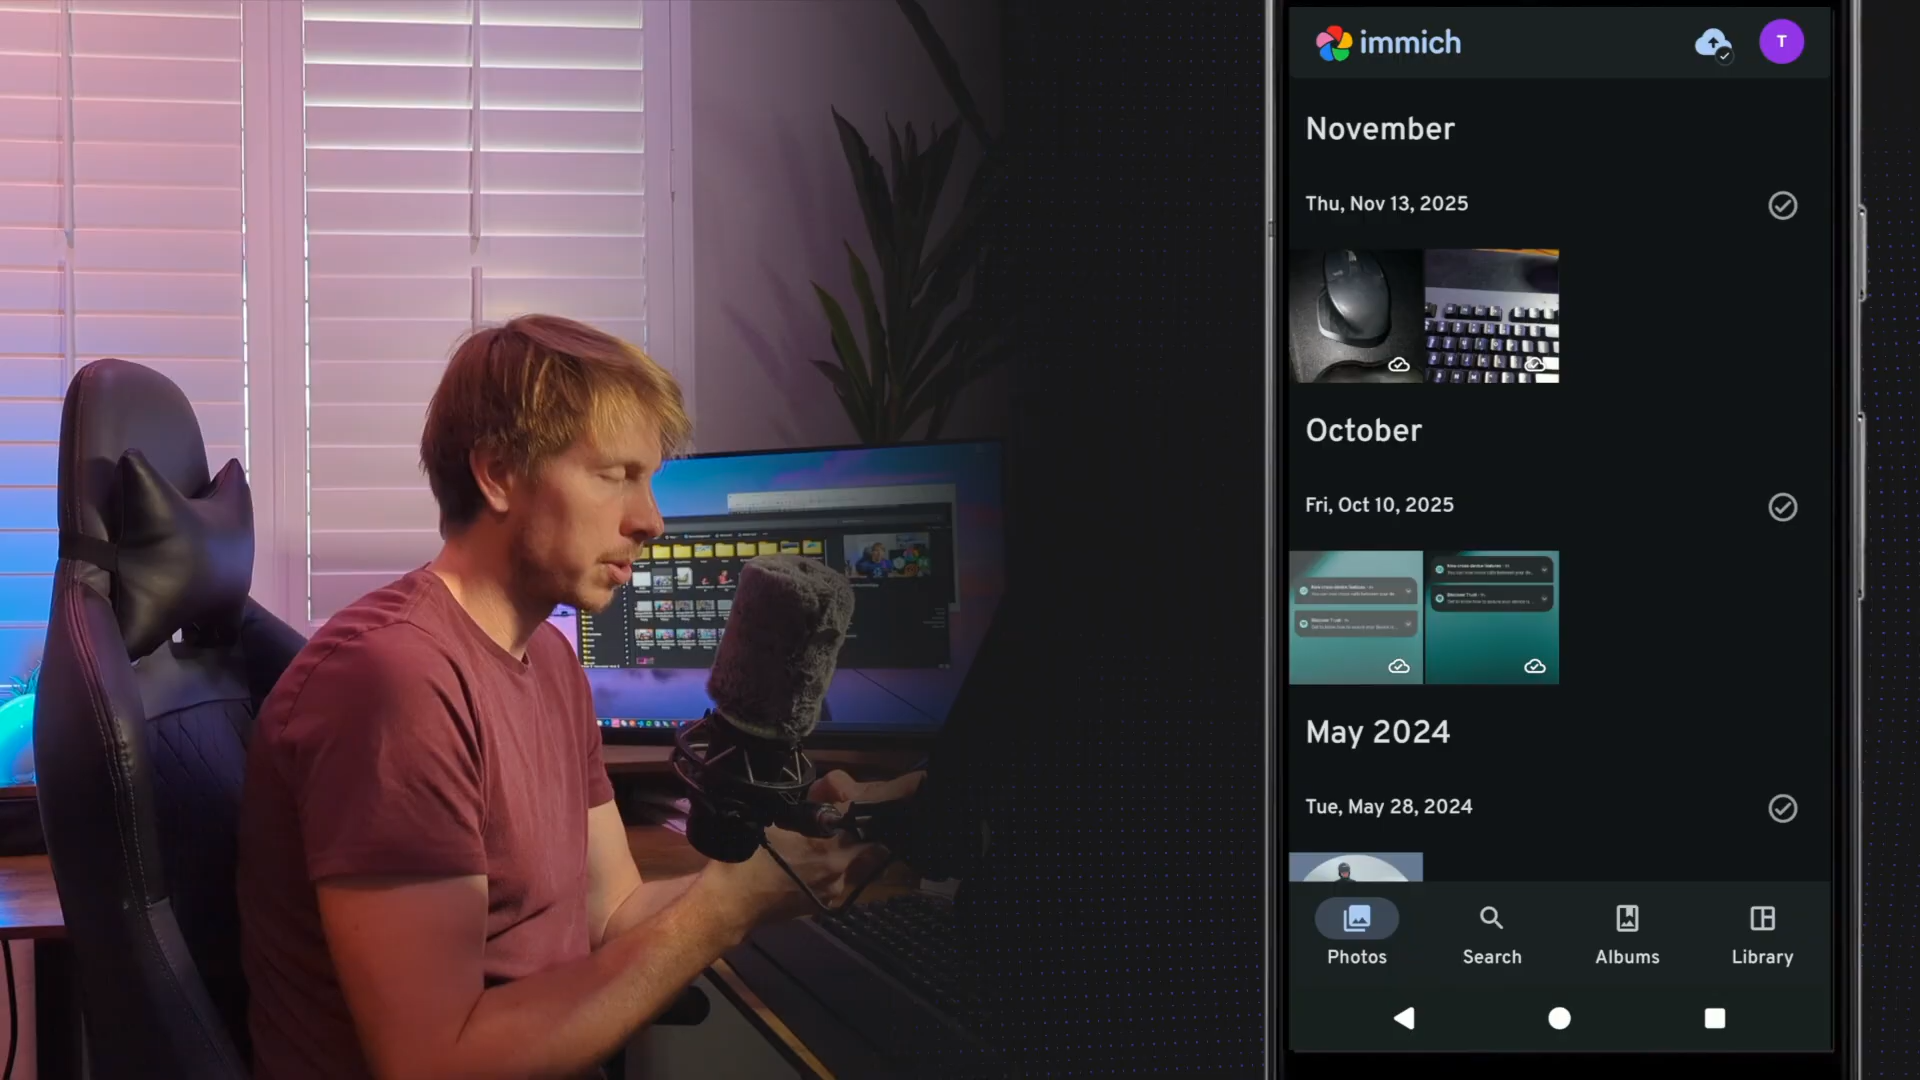 immich
T
November
Thu, Nov 13, 2025
October
Fri, Oct 10, 2025
May 2024
Tue, May 28, 2024
Photos
Search
Albums
Library